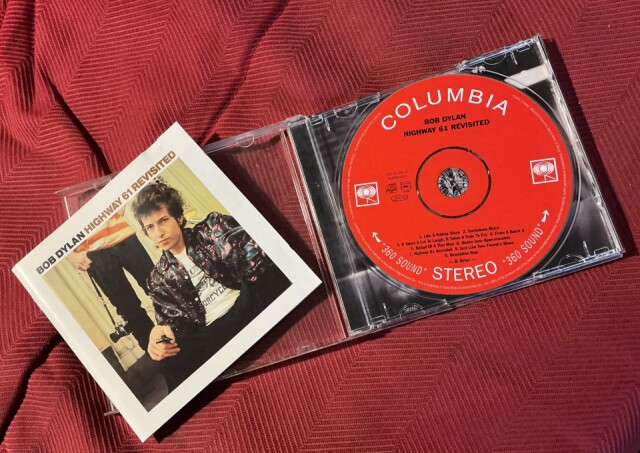 BOB DYLAN HIGHWAY 61 REVISITED
COLUMBIA
BOB DYLAN
HIGHWAY 61 REVISITED
1. Like A Rolling Stone 2. Tombstone Blues
3. It Takes A Lot To Laugh, It Takes A Train To Cry 4. From A Buick 6
5. Ballad Of A Thin Man 6. Queen Jane Approximately
7. Highway 61 Revisited 8. Just Like Tom Thumb's Blues
9. Desolation Row
"360 SOUND" STEREO "360 SOUND"